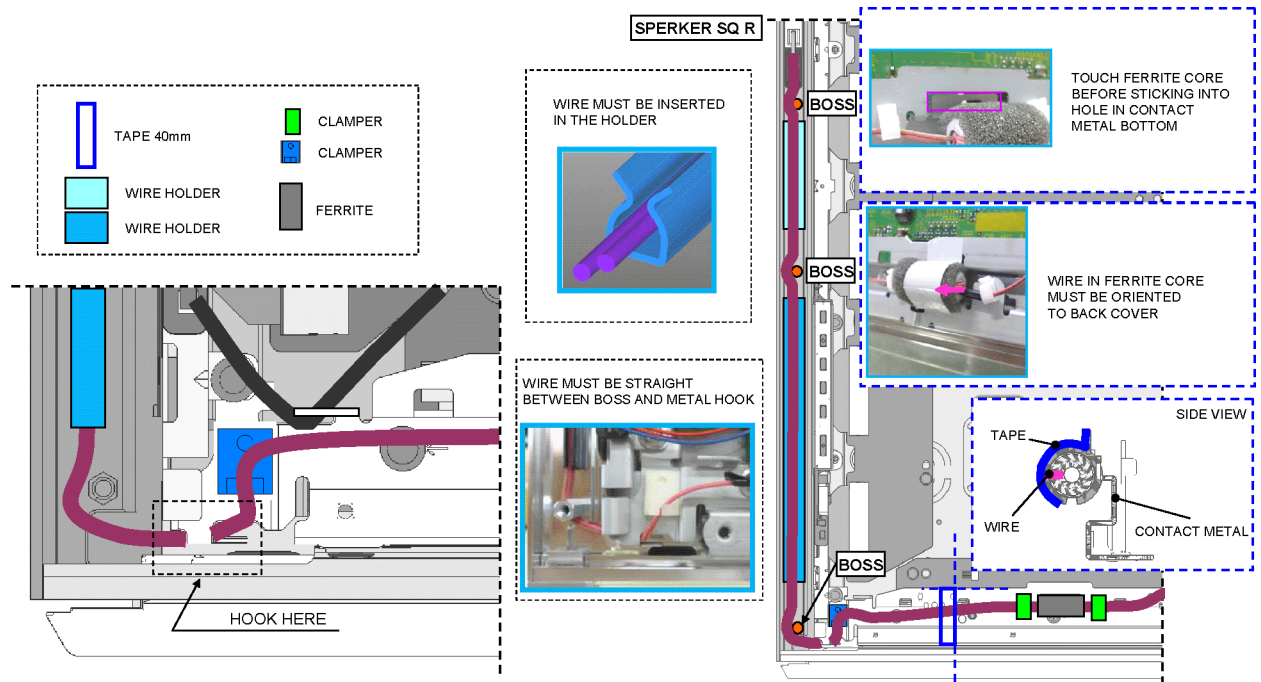 SPERKER SQ R
TAPE 40mm
WIRE HOLDER
WIRE HOLDER
CLAMPER
CLAMPER
FERRITE
WIRE MUST BE INSERTED
IN THE HOLDER
WIRE MUST BE STRAIGHT
BETWEEN BOSS AND METAL HOOK
HOOK HERE
BOSS
BOSS
BOSS
TOUCH FERRITE CORE
BEFORE STICKING INTO
HOLE IN CONTACT
METAL BOTTOM
WIRE IN FERRITE CORE
MUST BE ORIENTED
TO BACK COVER
SIDE VIEW
TAPE
WIRE
CONTACT METAL